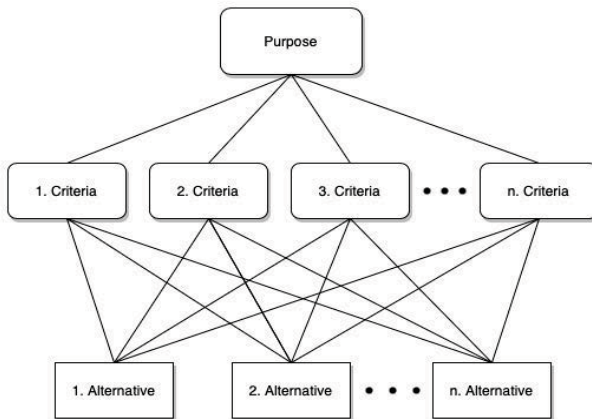 Purpose
1. Criteria
2. Criteria
3. Criteria
n. Criteria
1. Alternative
2. Alternative
n. Alternative